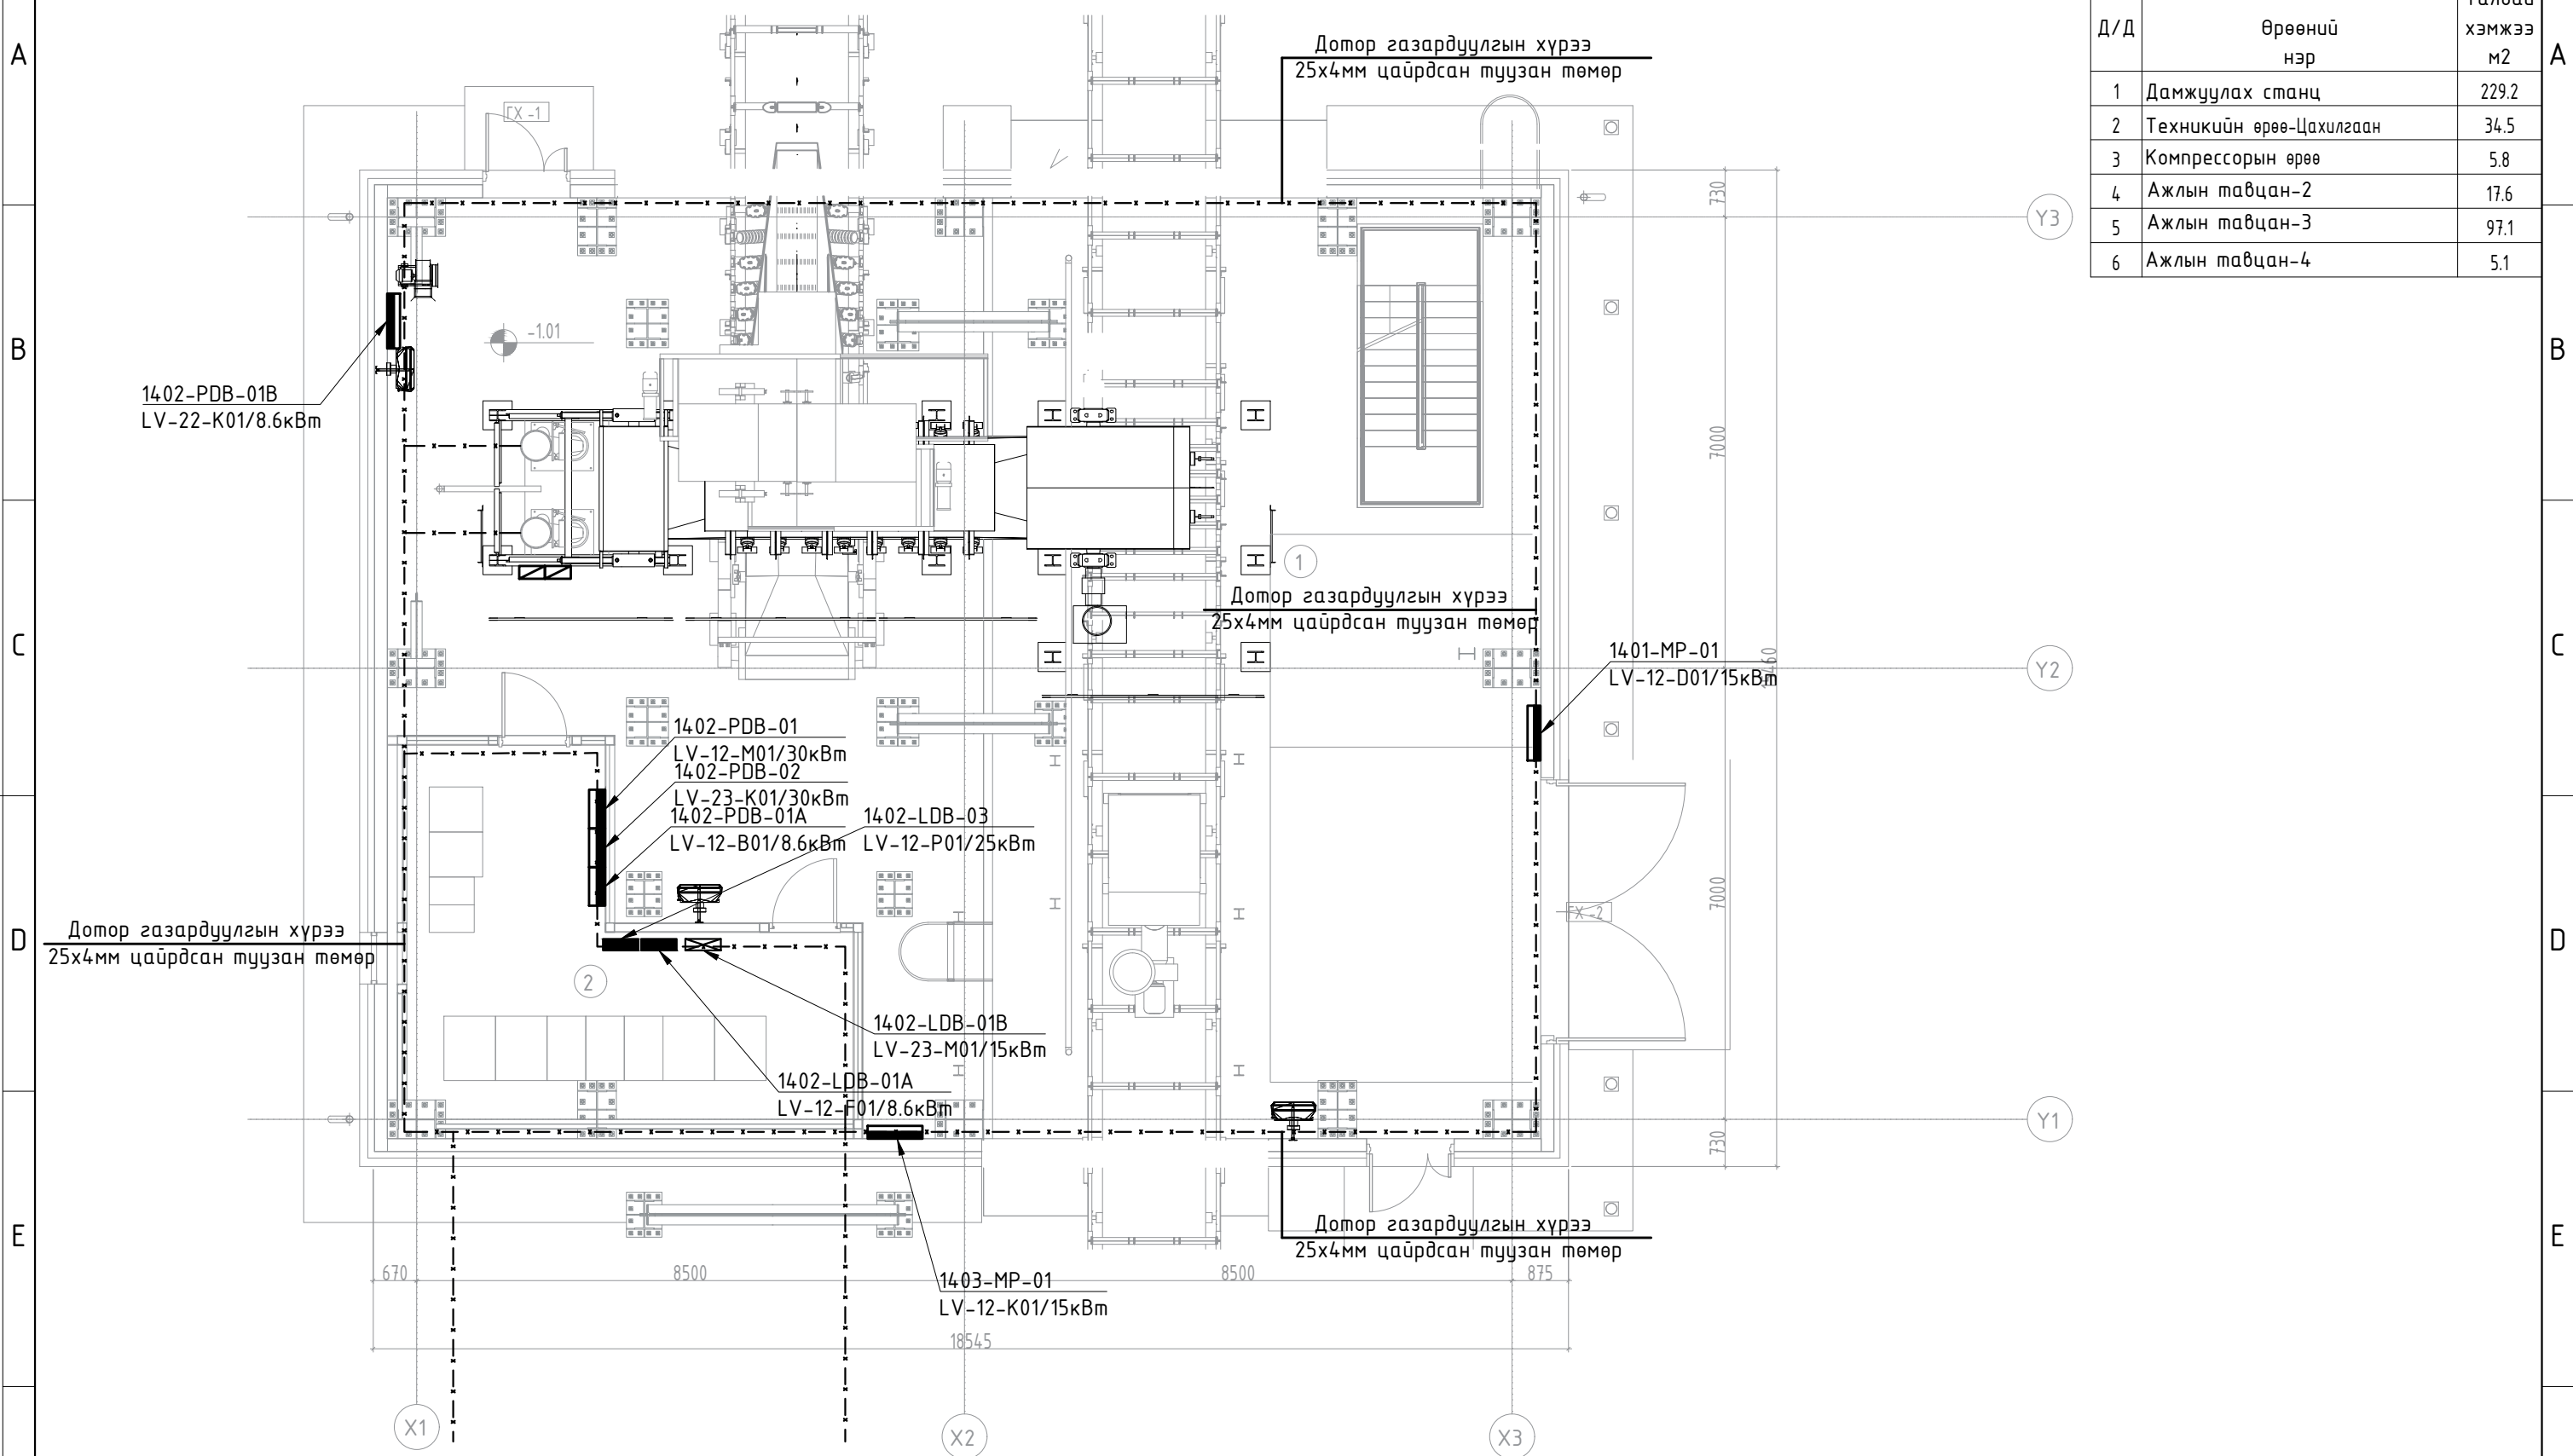 A
Дотор газардуулгын хүрээ
25x4мм цайрдсан туузан төмөр
Д/Д Өрөөний нэр хэмжээ м2
1 Дамжуулах станц 229.2
2 Техникийн өрөө-Цахилгаан 34.5
3 Компрессорын өрөө 5.8
4 Ажлын тавцан-2 17.6
5 Ажлын тавцан-3 97.1
6 Ажлын тавцан-4 5.1
A
ГХ-1
730
Y3
B
-1.01
1402-PDB-01B
LV-22-K01/8.6кВт
7000
B
1
Дотор газардуулгын хүрээ
25x4мм цайрдсан туузан төмөр
C
1401-MP-01
LV-12-D01/15кВт
Y2
C
1402-PDB-01
LV-12-M01/30кВт
1402-PDB-02
LV-23-K01/30кВт
1402-PDB-01A
LV-12-B01/8.6кВт
1402-LDB-03
LV-12-P01/25кВт
7000
ГХ-2
D
Дотор газардуулгын хүрээ
25x4мм цайрдсан туузан төмөр
2
D
1402-LDB-01B
LV-23-M01/15кВт
1402-LDB-01A
LV-12-F01/8.6кВт
Y1
730
E
Дотор газардуулгын хүрээ
25x4мм цайрдсан туузан төмөр
E
670
8500
8500
875
1403-MP-01
LV-12-K01/15кВт
18545
X1
X2
X3